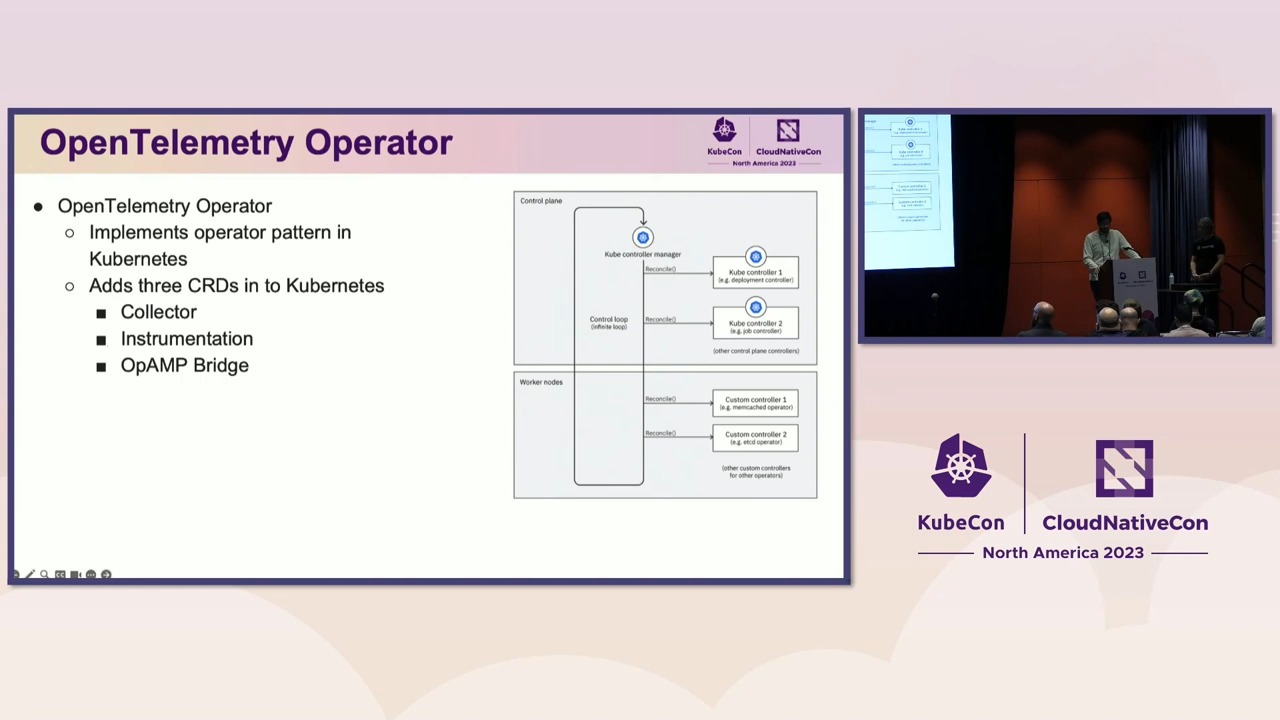 OpenTelemetry Operator
KubeCon
CloudNativeCon
North America 2023
● OpenTelemetry Operator
○ Implements operator pattern in
Kubernetes
○ Adds three CRDs in to Kubernetes
■ Collector
■ Instrumentation
■ OpAMP Bridge
Control plane
Kube controller manager
Reconcile()
Kube controller 1
(e.g. deployment controller)
Control loop
(infinite loop)
Reconcile()
Kube controller 2
(e.g. job controller)
(other control plane controllers)
Worker nodes
Reconcile()
Custom controller 1
(e.g. memcached operator)
Reconcile()
Custom controller 2
(e.g. etcd operator)
(other custom controllers
for other operators)
KubeCon
CloudNativeCon
North America 2023